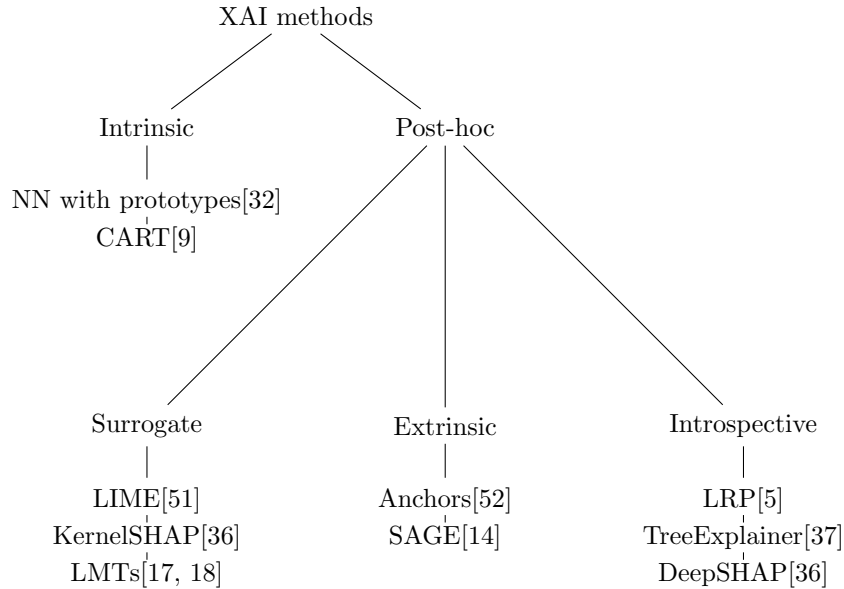 XAI methods
Intrinsic
Post-hoc
NN with prototypes[32]
CART[9]
Surrogate
Extrinsic
Introspective
LIME[51]
Anchors[52]
LRP[5]
KernelSHAP[36]
SAGE[14]
TreeExplainer[37]
LMTs[17, 18]
DeepSHAP[36]